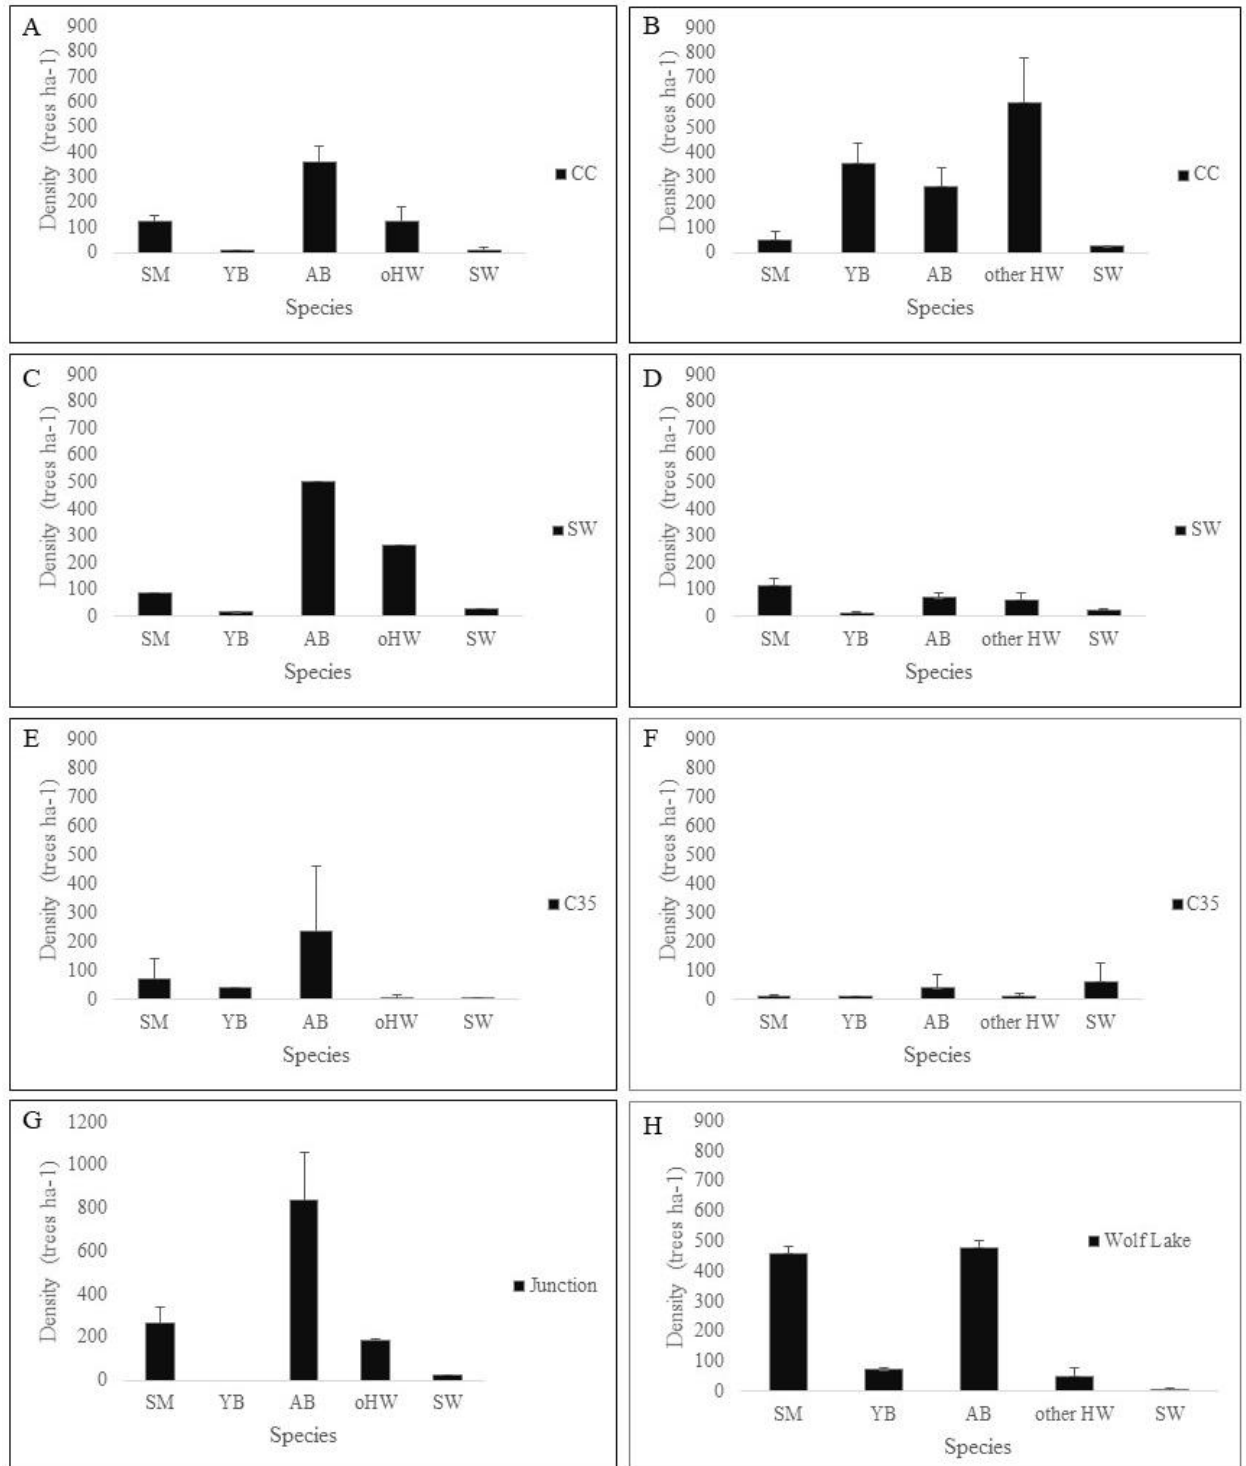 A
900
800
700
600
500
400
300
200
100
0
Density (trees ha-1)
SM YB AB oHW SW
Species
CC
B
900
800
700
600
500
400
300
200
100
0
Density (trees ha-1)
SM YB AB other HW SW
Species
CC
C
900
800
700
600
500
400
300
200
100
0
Density (trees ha-1)
SM YB AB oHW SW
Species
SW
D
900
800
700
600
500
400
300
200
100
0
Density (trees ha-1)
SM YB AB other HW SW
Species
SW
E
900
800
700
600
500
400
300
200
100
0
Density (trees ha-1)
SM YB AB oHW SW
Species
C35
F
900
800
700
600
500
400
300
200
100
0
Density (trees ha-1)
SM YB AB other HW SW
Species
C35
G
1200
1000
800
600
400
200
0
Density (trees ha-1)
SM YB AB oHW SW
Species
Junction
H
900
800
700
600
500
400
300
200
100
0
Density (trees ha-1)
SM YB AB other HW SW
Species
Wolf Lake